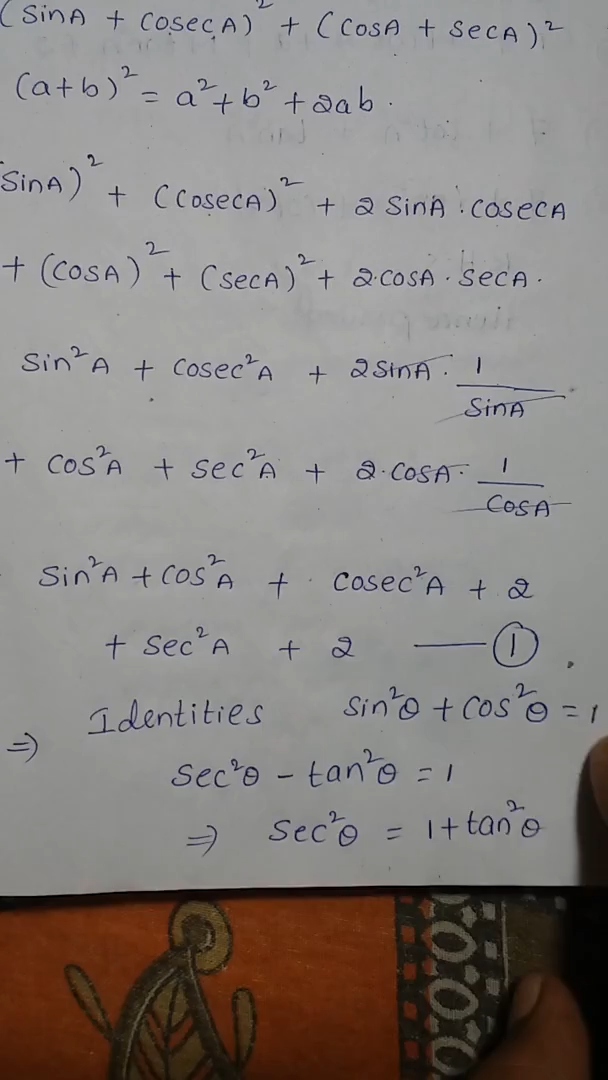 (SinA + cosecA)² + (cosA + secA)²
(a+b)² = a²+b²+2ab.
SinA)² + (cosecA)² + 2 SinA . cosecA
+ (cosA)² + (secA)² + 2.cosA . secA.
Sin²A + cosec²A + 2SinA . 1/SinA
+ cos²A + sec²A + 2.cosA . 1/cosA
Sin²A + cos²A + cosec²A + 2
+ sec²A + 2 —— ①
⇒ Identities Sin²θ + cos²θ = 1
Sec²θ - tan²θ = 1
⇒ Sec²θ = 1+tan²θ